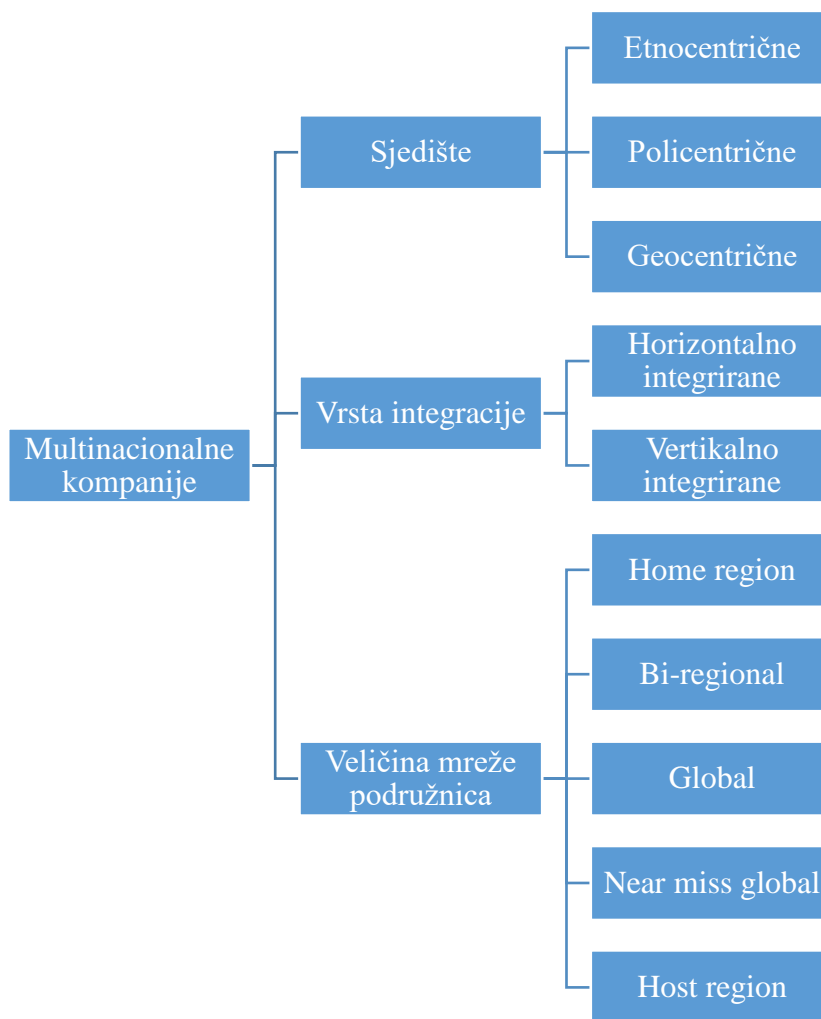 Etnocentrične
Sjedište
Policentrične
Geocentrične
Horizontalno
integrirane
Vrsta integracije
Multinacionalne
kompanije
Vertikalno
integrirane
Home region
Bi-regional
Veličina mreže
podružnica
Global
Near miss global
Host region